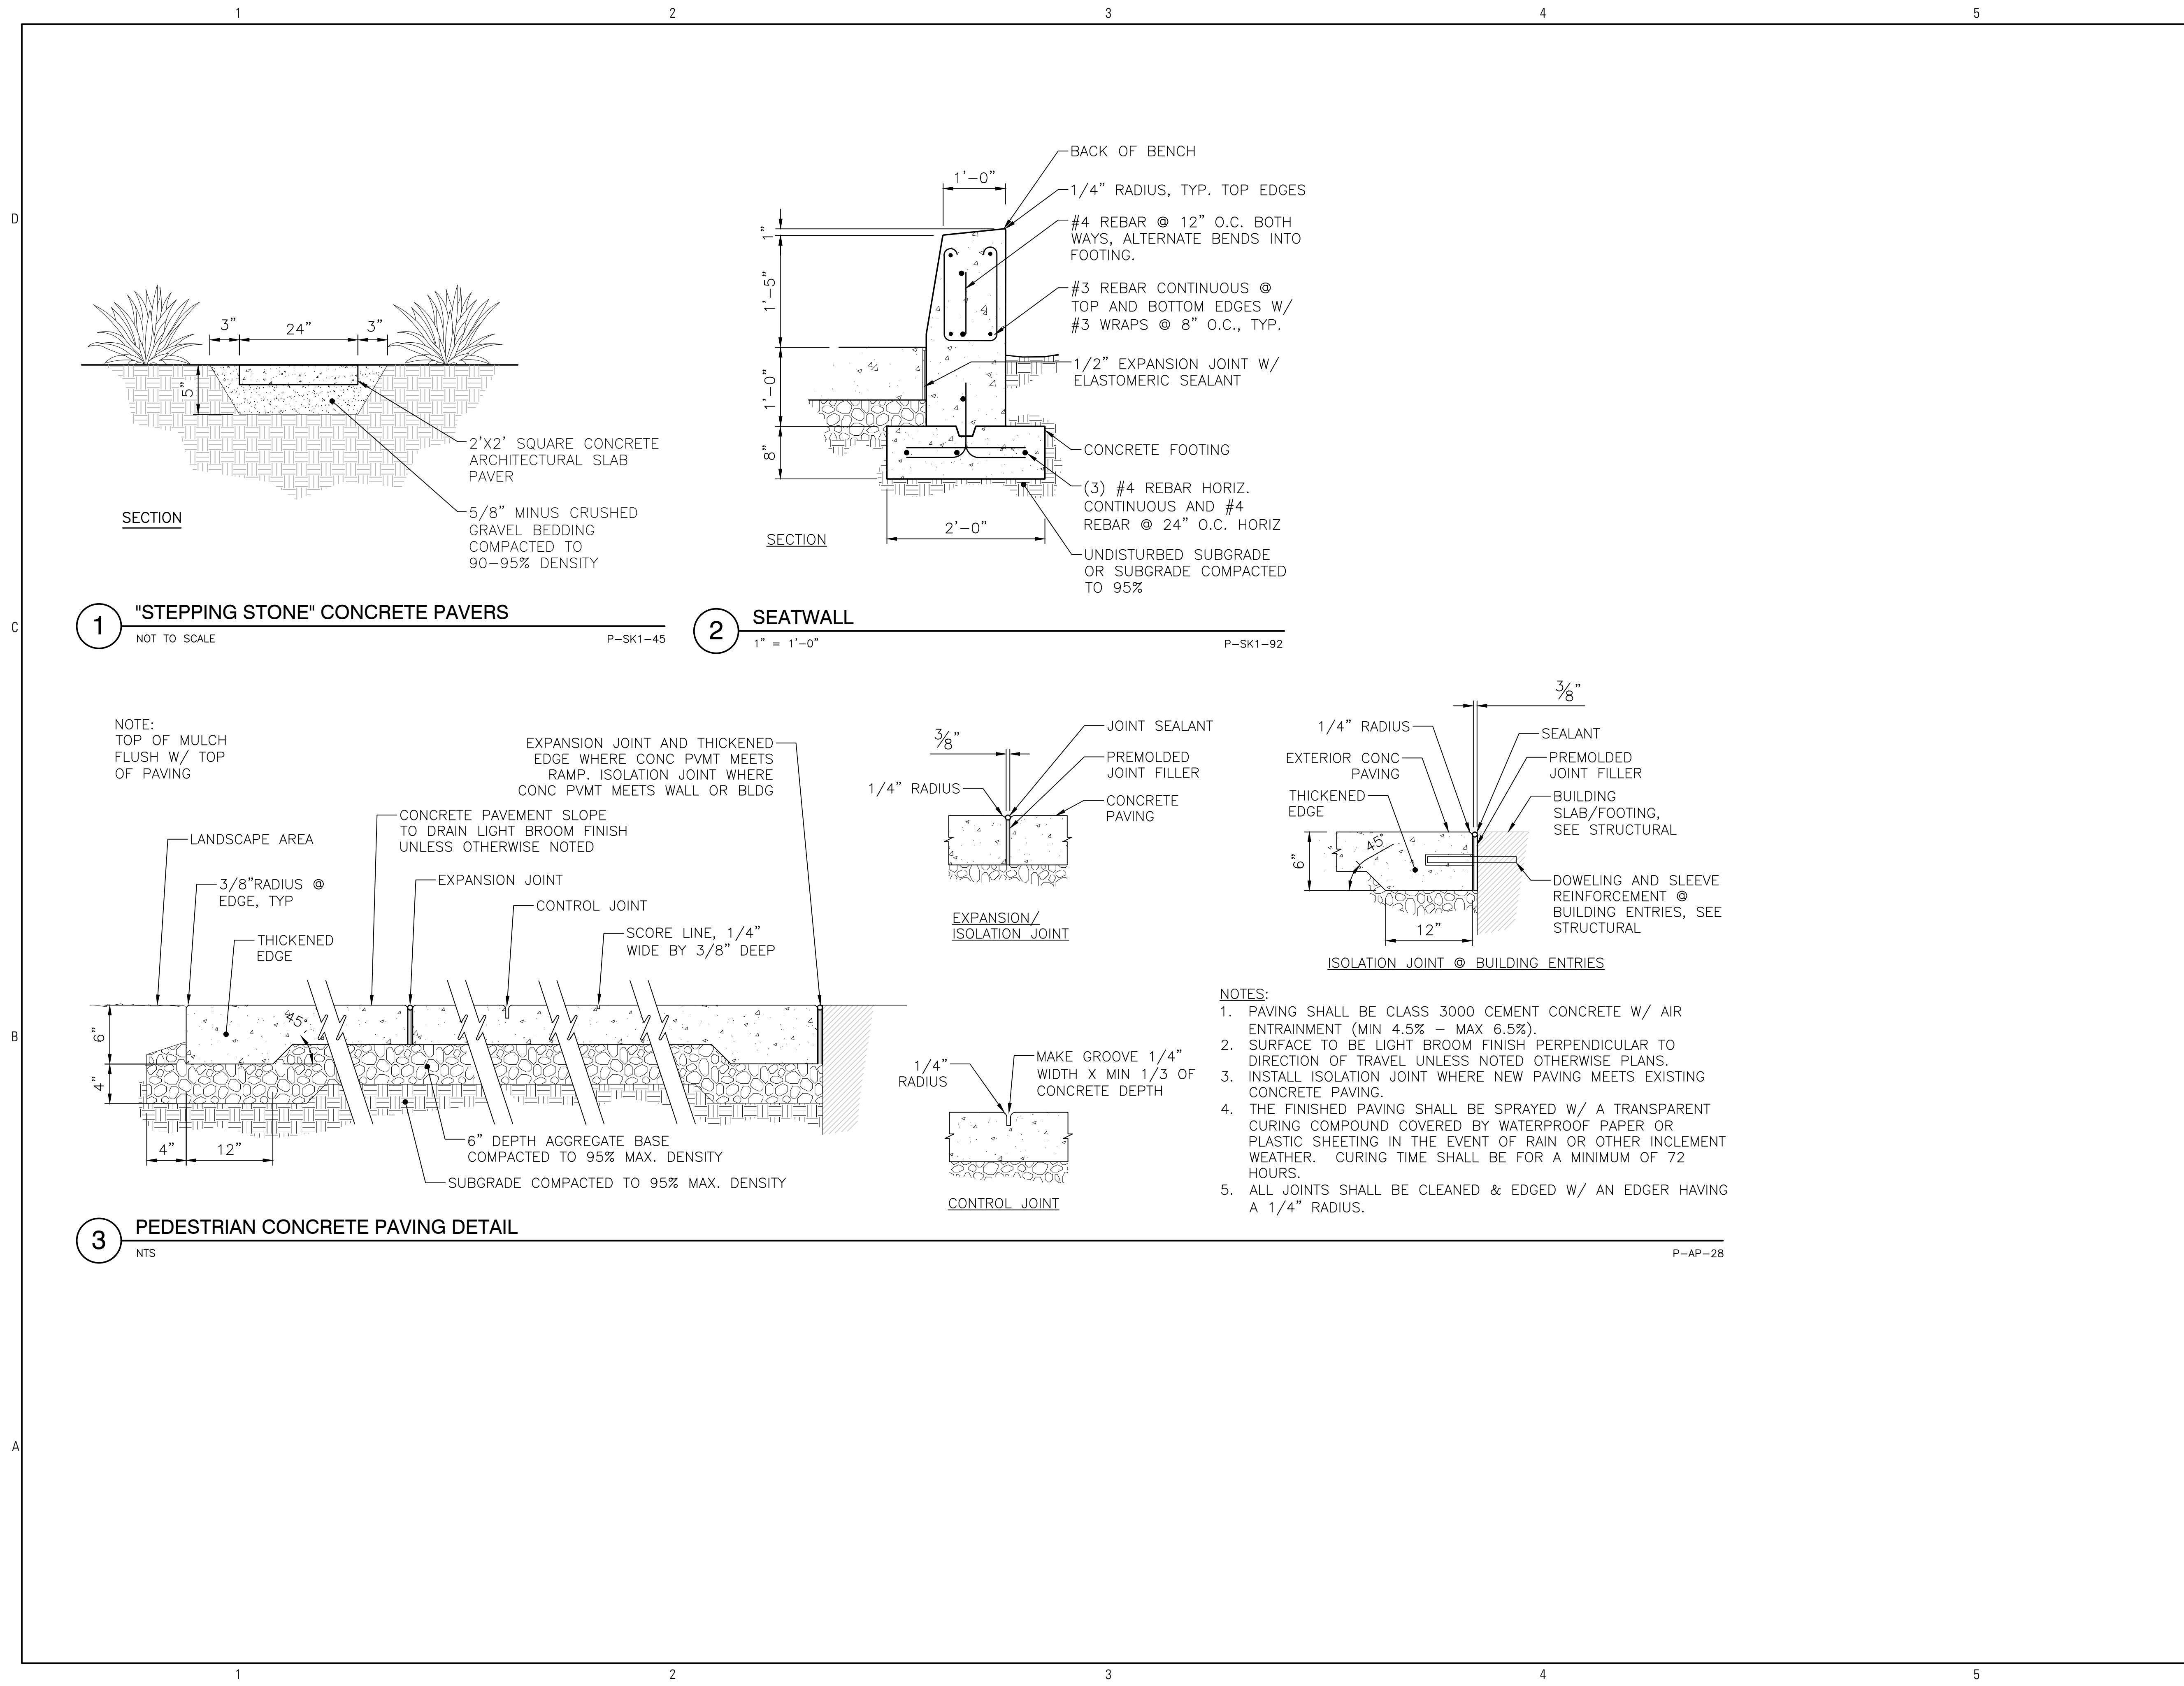 1 2 3 4 5
D
C
B
A
3" 24" 3"
5"
2'X2' SQUARE CONCRETE
ARCHITECTURAL SLAB
PAVER
5/8" MINUS CRUSHED
GRAVEL BEDDING
COMPACTED TO
90-95% DENSITY
SECTION
1
"STEPPING STONE" CONCRETE PAVERS
NOT TO SCALE
P-SK1-45
1'-0"
1"
1'-5"
1'-0"
8"
2'-0"
BACK OF BENCH
1/4" RADIUS, TYP. TOP EDGES
#4 REBAR @ 12" O.C. BOTH
WAYS, ALTERNATE BENDS INTO
FOOTING.
#3 REBAR CONTINUOUS @
TOP AND BOTTOM EDGES W/
#3 WRAPS @ 8" O.C., TYP.
1/2" EXPANSION JOINT W/
ELASTOMERIC SEALANT
CONCRETE FOOTING
(3) #4 REBAR HORIZ.
CONTINUOUS AND #4
REBAR @ 24" O.C. HORIZ
UNDISTURBED SUBGRADE
OR SUBGRADE COMPACTED
TO 95%
SECTION
2
SEATWALL
1" = 1'-0"
P-SK1-92
NOTE:
TOP OF MULCH
FLUSH W/ TOP
OF PAVING
EXPANSION JOINT AND THICKENED
EDGE WHERE CONC PVMT MEETS
RAMP. ISOLATION JOINT WHERE
CONC PVMT MEETS WALL OR BLDG
CONCRETE PAVEMENT SLOPE
TO DRAIN LIGHT BROOM FINISH
UNLESS OTHERWISE NOTED
LANDSCAPE AREA
3/8"RADIUS @
EDGE, TYP
EXPANSION JOINT
CONTROL JOINT
SCORE LINE, 1/4"
WIDE BY 3/8" DEEP
THICKENED
EDGE
45°
6"
4"
4" 12"
6" DEPTH AGGREGATE BASE
COMPACTED TO 95% MAX. DENSITY
SUBGRADE COMPACTED TO 95% MAX. DENSITY
3/8"
1/4" RADIUS
JOINT SEALANT
PREMOLDED
JOINT FILLER
CONCRETE
PAVING
EXPANSION/
ISOLATION JOINT
1/4"
RADIUS
MAKE GROOVE 1/4"
WIDTH X MIN 1/3 OF
CONCRETE DEPTH
CONTROL JOINT
3/8"
1/4" RADIUS
EXTERIOR CONC
PAVING
THICKENED
EDGE
SEALANT
PREMOLDED
JOINT FILLER
BUILDING
SLAB/FOOTING,
SEE STRUCTURAL
DOWELING AND SLEEVE
REINFORCEMENT @
BUILDING ENTRIES, SEE
STRUCTURAL
45°
6"
12"
ISOLATION JOINT @ BUILDING ENTRIES
NOTES:
1. PAVING SHALL BE CLASS 3000 CEMENT CONCRETE W/ AIR
ENTRAINMENT (MIN 4.5% - MAX 6.5%).
2. SURFACE TO BE LIGHT BROOM FINISH PERPENDICULAR TO
DIRECTION OF TRAVEL UNLESS NOTED OTHERWISE PLANS.
3. INSTALL ISOLATION JOINT WHERE NEW PAVING MEETS EXISTING
CONCRETE PAVING.
4. THE FINISHED PAVING SHALL BE SPRAYED W/ A TRANSPARENT
CURING COMPOUND COVERED BY WATERPROOF PAPER OR
PLASTIC SHEETING IN THE EVENT OF RAIN OR OTHER INCLEMENT
WEATHER. CURING TIME SHALL BE FOR A MINIMUM OF 72
HOURS.
5. ALL JOINTS SHALL BE CLEANED & EDGED W/ AN EDGER HAVING
A 1/4" RADIUS.
3
PEDESTRIAN CONCRETE PAVING DETAIL
NTS
P-AP-28
1 2 3 4 5